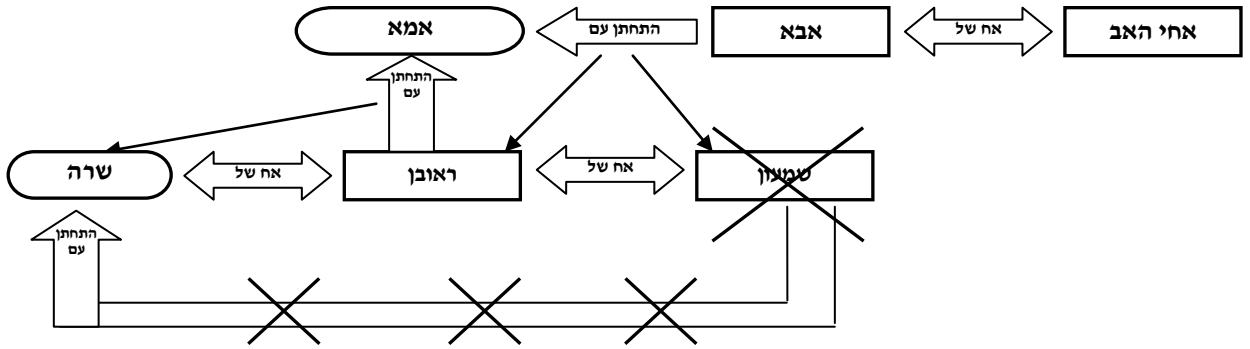 אחי האב
אח של
אבא
התחתן עם
אמא
התחתן
עם
שמעון
אח של
ראובן
אח של
שרה
התחתן
עם